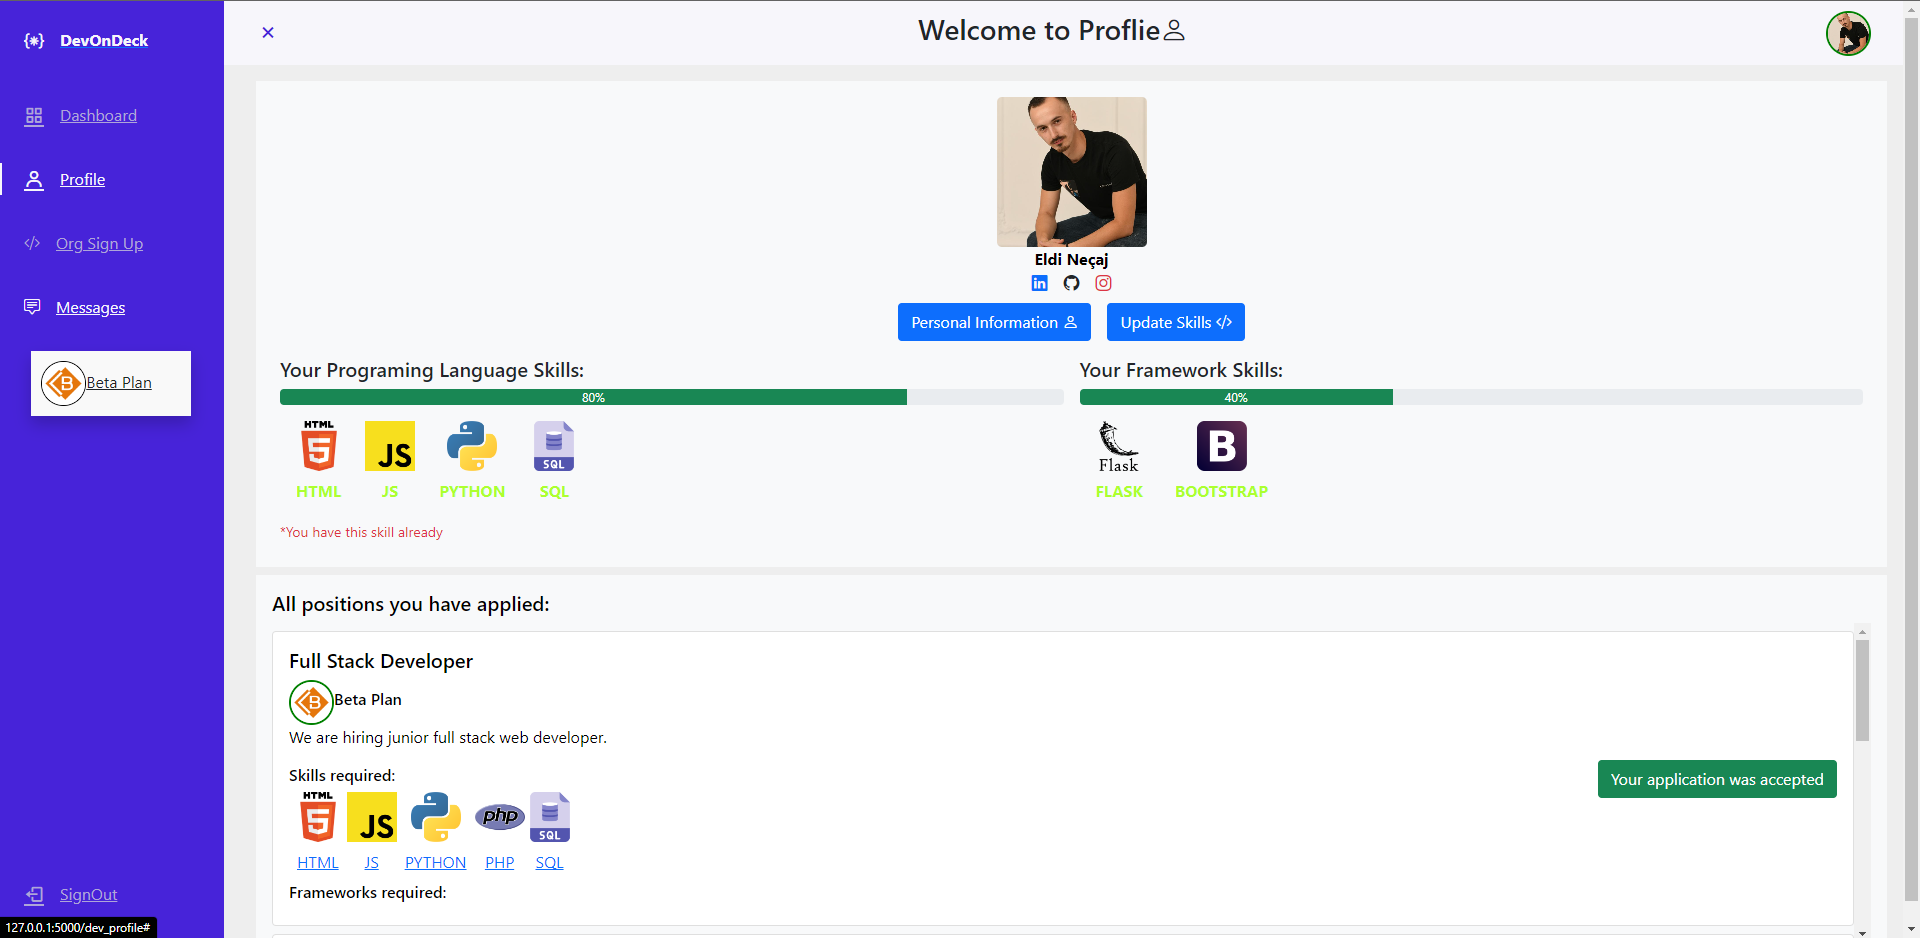 DevOnDeck
Dashboard
Profile
Org Sign Up
Messages
Beta Plan
SignOut
127.0.0.1:5000/dev_profile#
Welcome to Proflie
Eldi Neçaj
Personal Information
Update Skills
Your Programing Language Skills:
80%
HTML
5
JS
SQL
HTML JS PYTHON SQL
*You have this skill already
Your Framework Skills:
40%
Flask
B
FLASK BOOTSTRAP
All positions you have applied:
Full Stack Developer
B
Beta Plan
We are hiring junior full stack web developer.
Skills required:
HTML
5
JS
php
SQL
HTML JS PYTHON PHP SQL
Frameworks required:
Your application was accepted